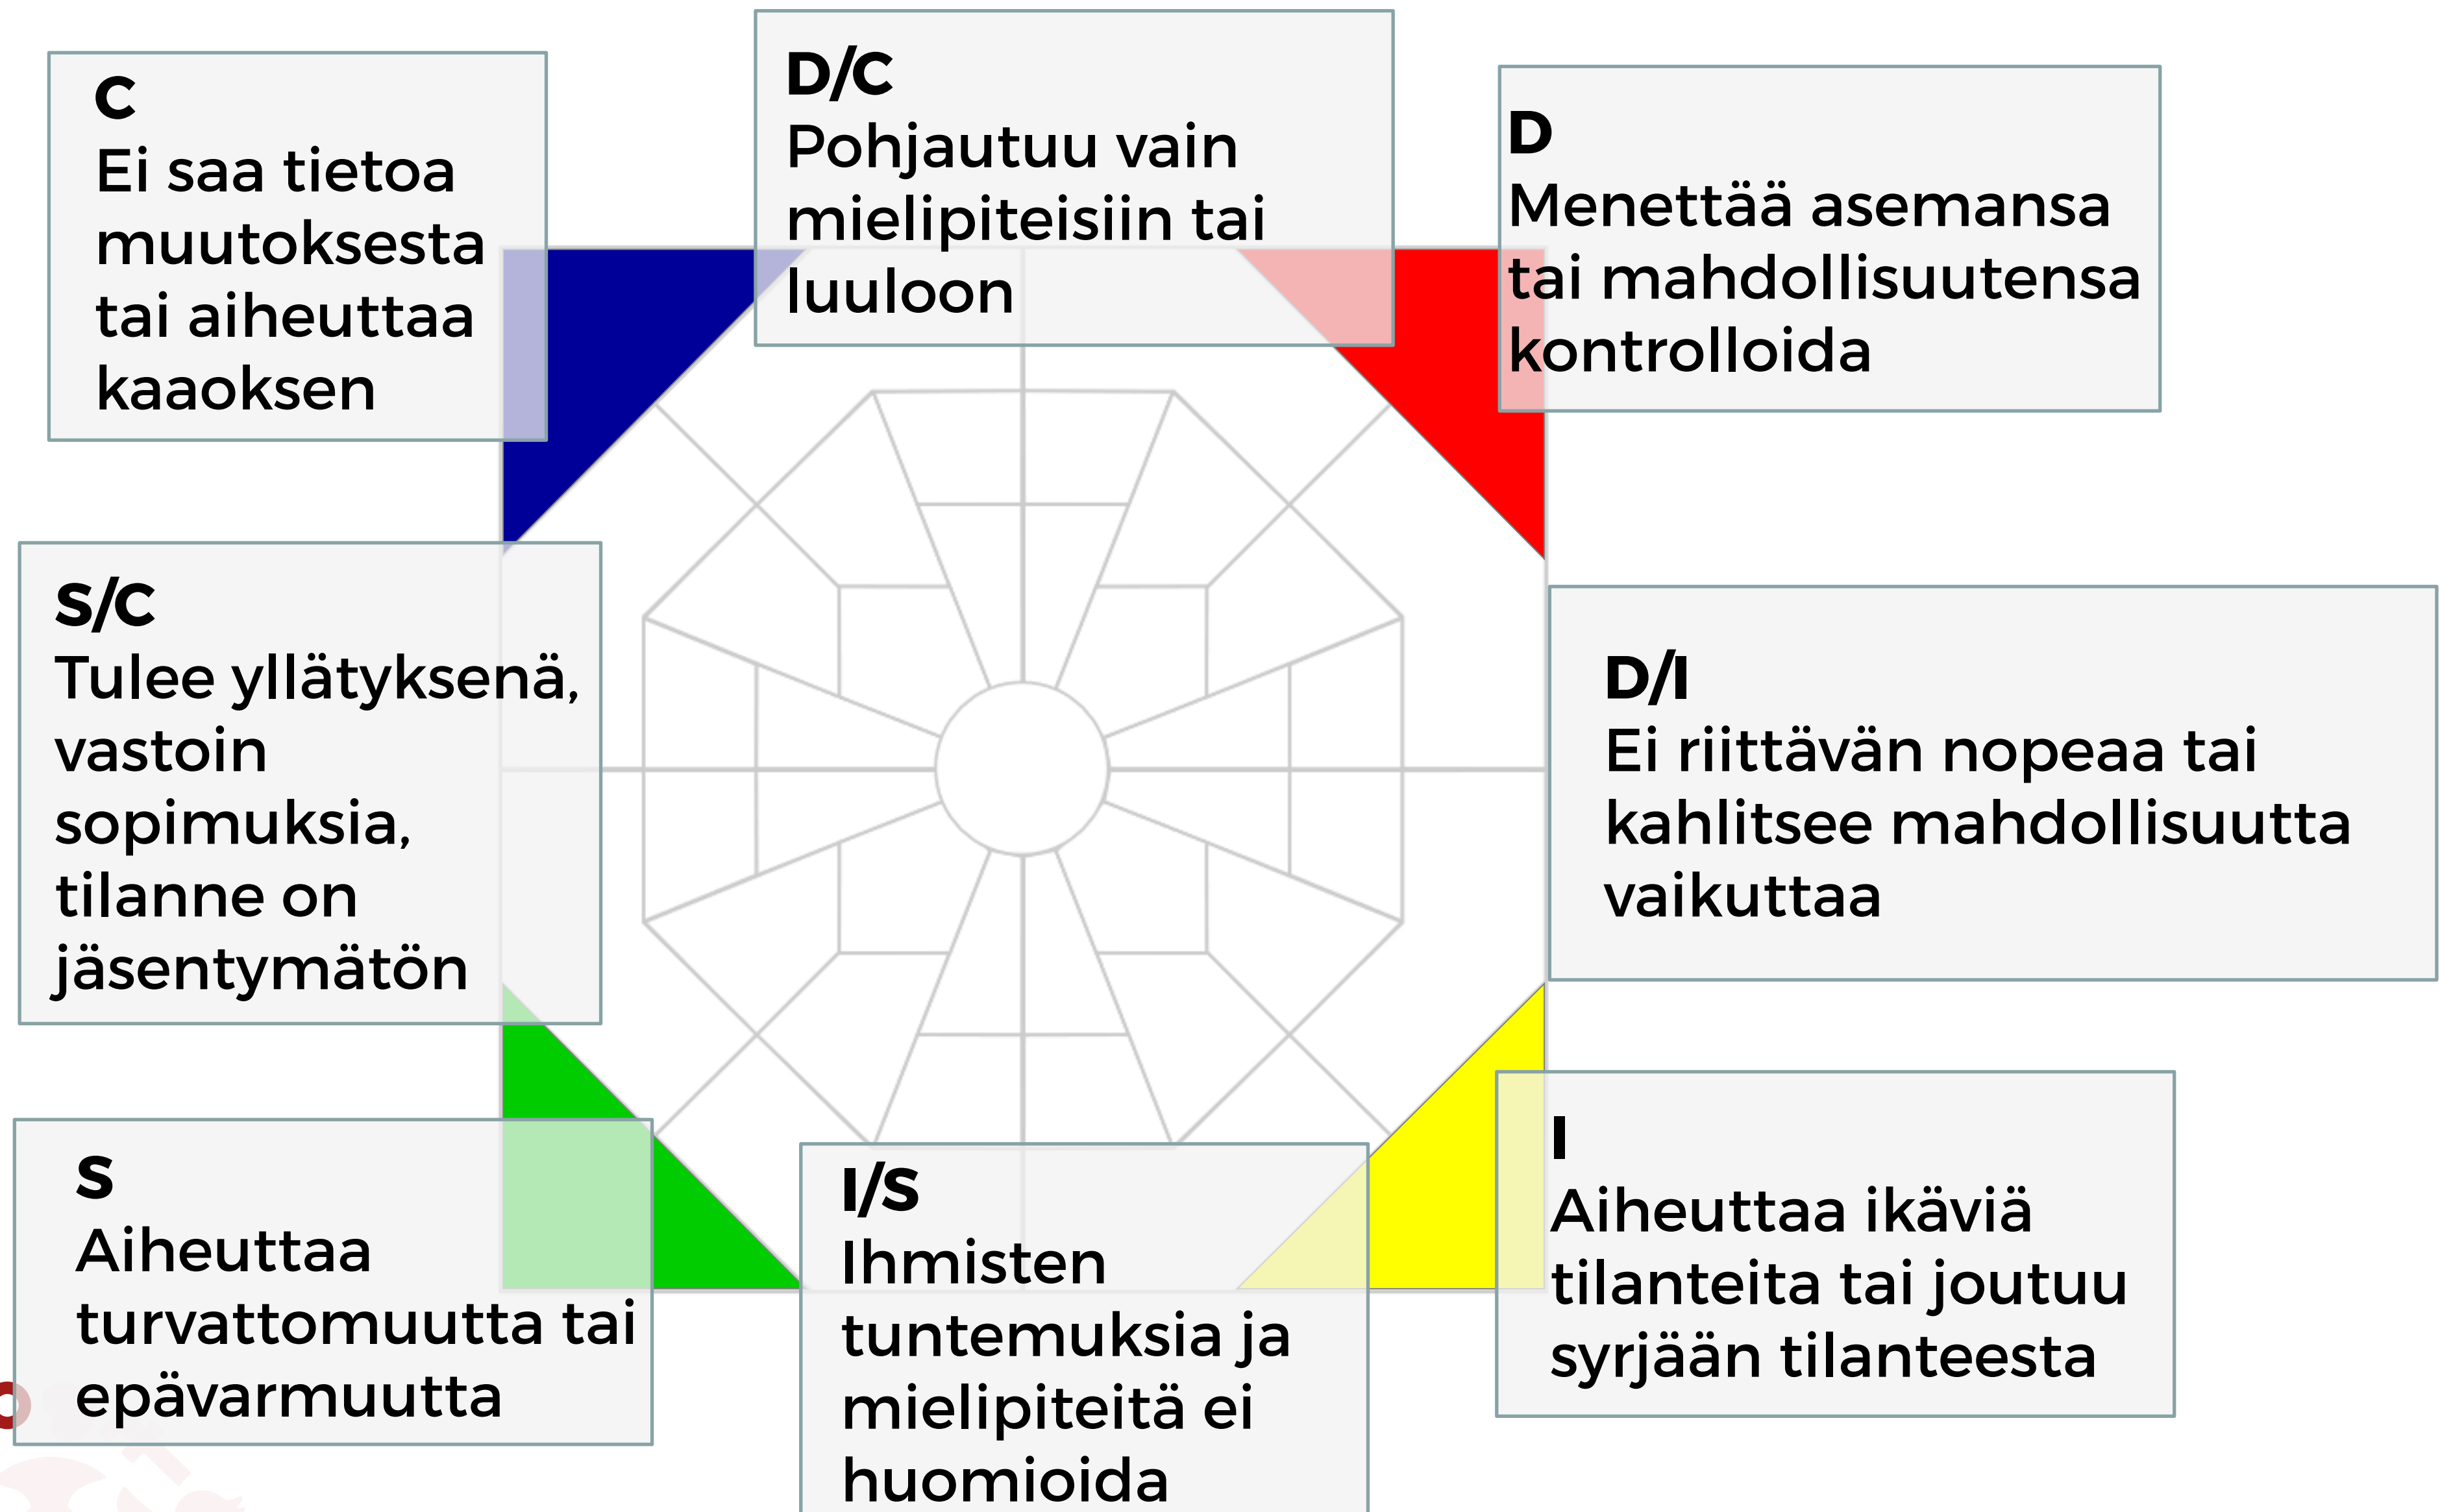 C
Ei saa tietoa
muutoksesta
tai aiheuttaa
kaaoksen
D/C
Pohjautuu vain
mielipiteisiin tai
luuloon
D
Menettää asemansa
tai mahdollisuutensa
kontrolloida
S/C
Tulee yllätyksenä,
vastoin
sopimuksia,
tilanne on
jäsentymätön
D/I
Ei riittävän nopeaa tai
kahlitsee mahdollisuutta
vaikuttaa
S
Aiheuttaa
turvattomuutta tai
epävarmuutta
I/S
Ihmisten
tuntemuksia ja
mielipiteitä ei
huomioida
I
Aiheuttaa ikäviä
tilanteita tai joutuu
syrjään tilanteesta